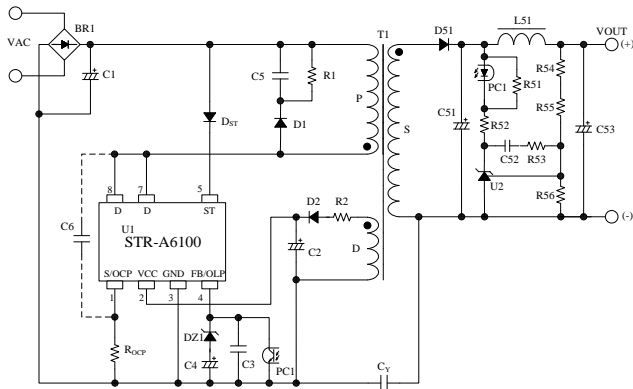 BR1
T1
D51
L51
VOUT
(+)
VAC
C1
C5
R1
P
S
PC1
R51
R54
R55
C51
C53
DST
D1
R52
C52
R53
U2
R56
(-)
8
7
5
D
D
ST
U1
STR-A6100
C6
D2
R2
C2
D
S/OCP
VCC
GND
FB/OLP
1
2
3
4
DZ1
C4
C3
PC1
ROCP
CY